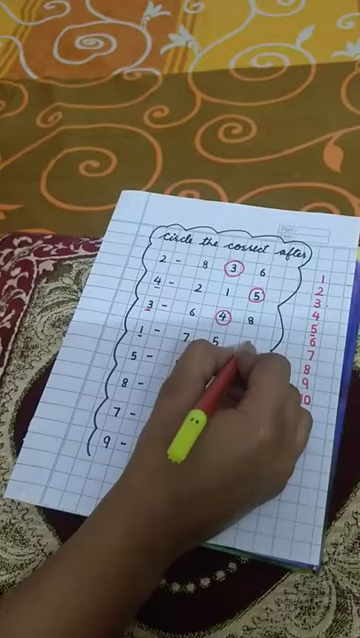 circle the correct after
2 - 8 3 6
4 - 2 1 5
3 - 6 4 8
1 - 7 5
5 -
8 -
7 -
9 -
1
2
3
4
5
6
7
8
9
10